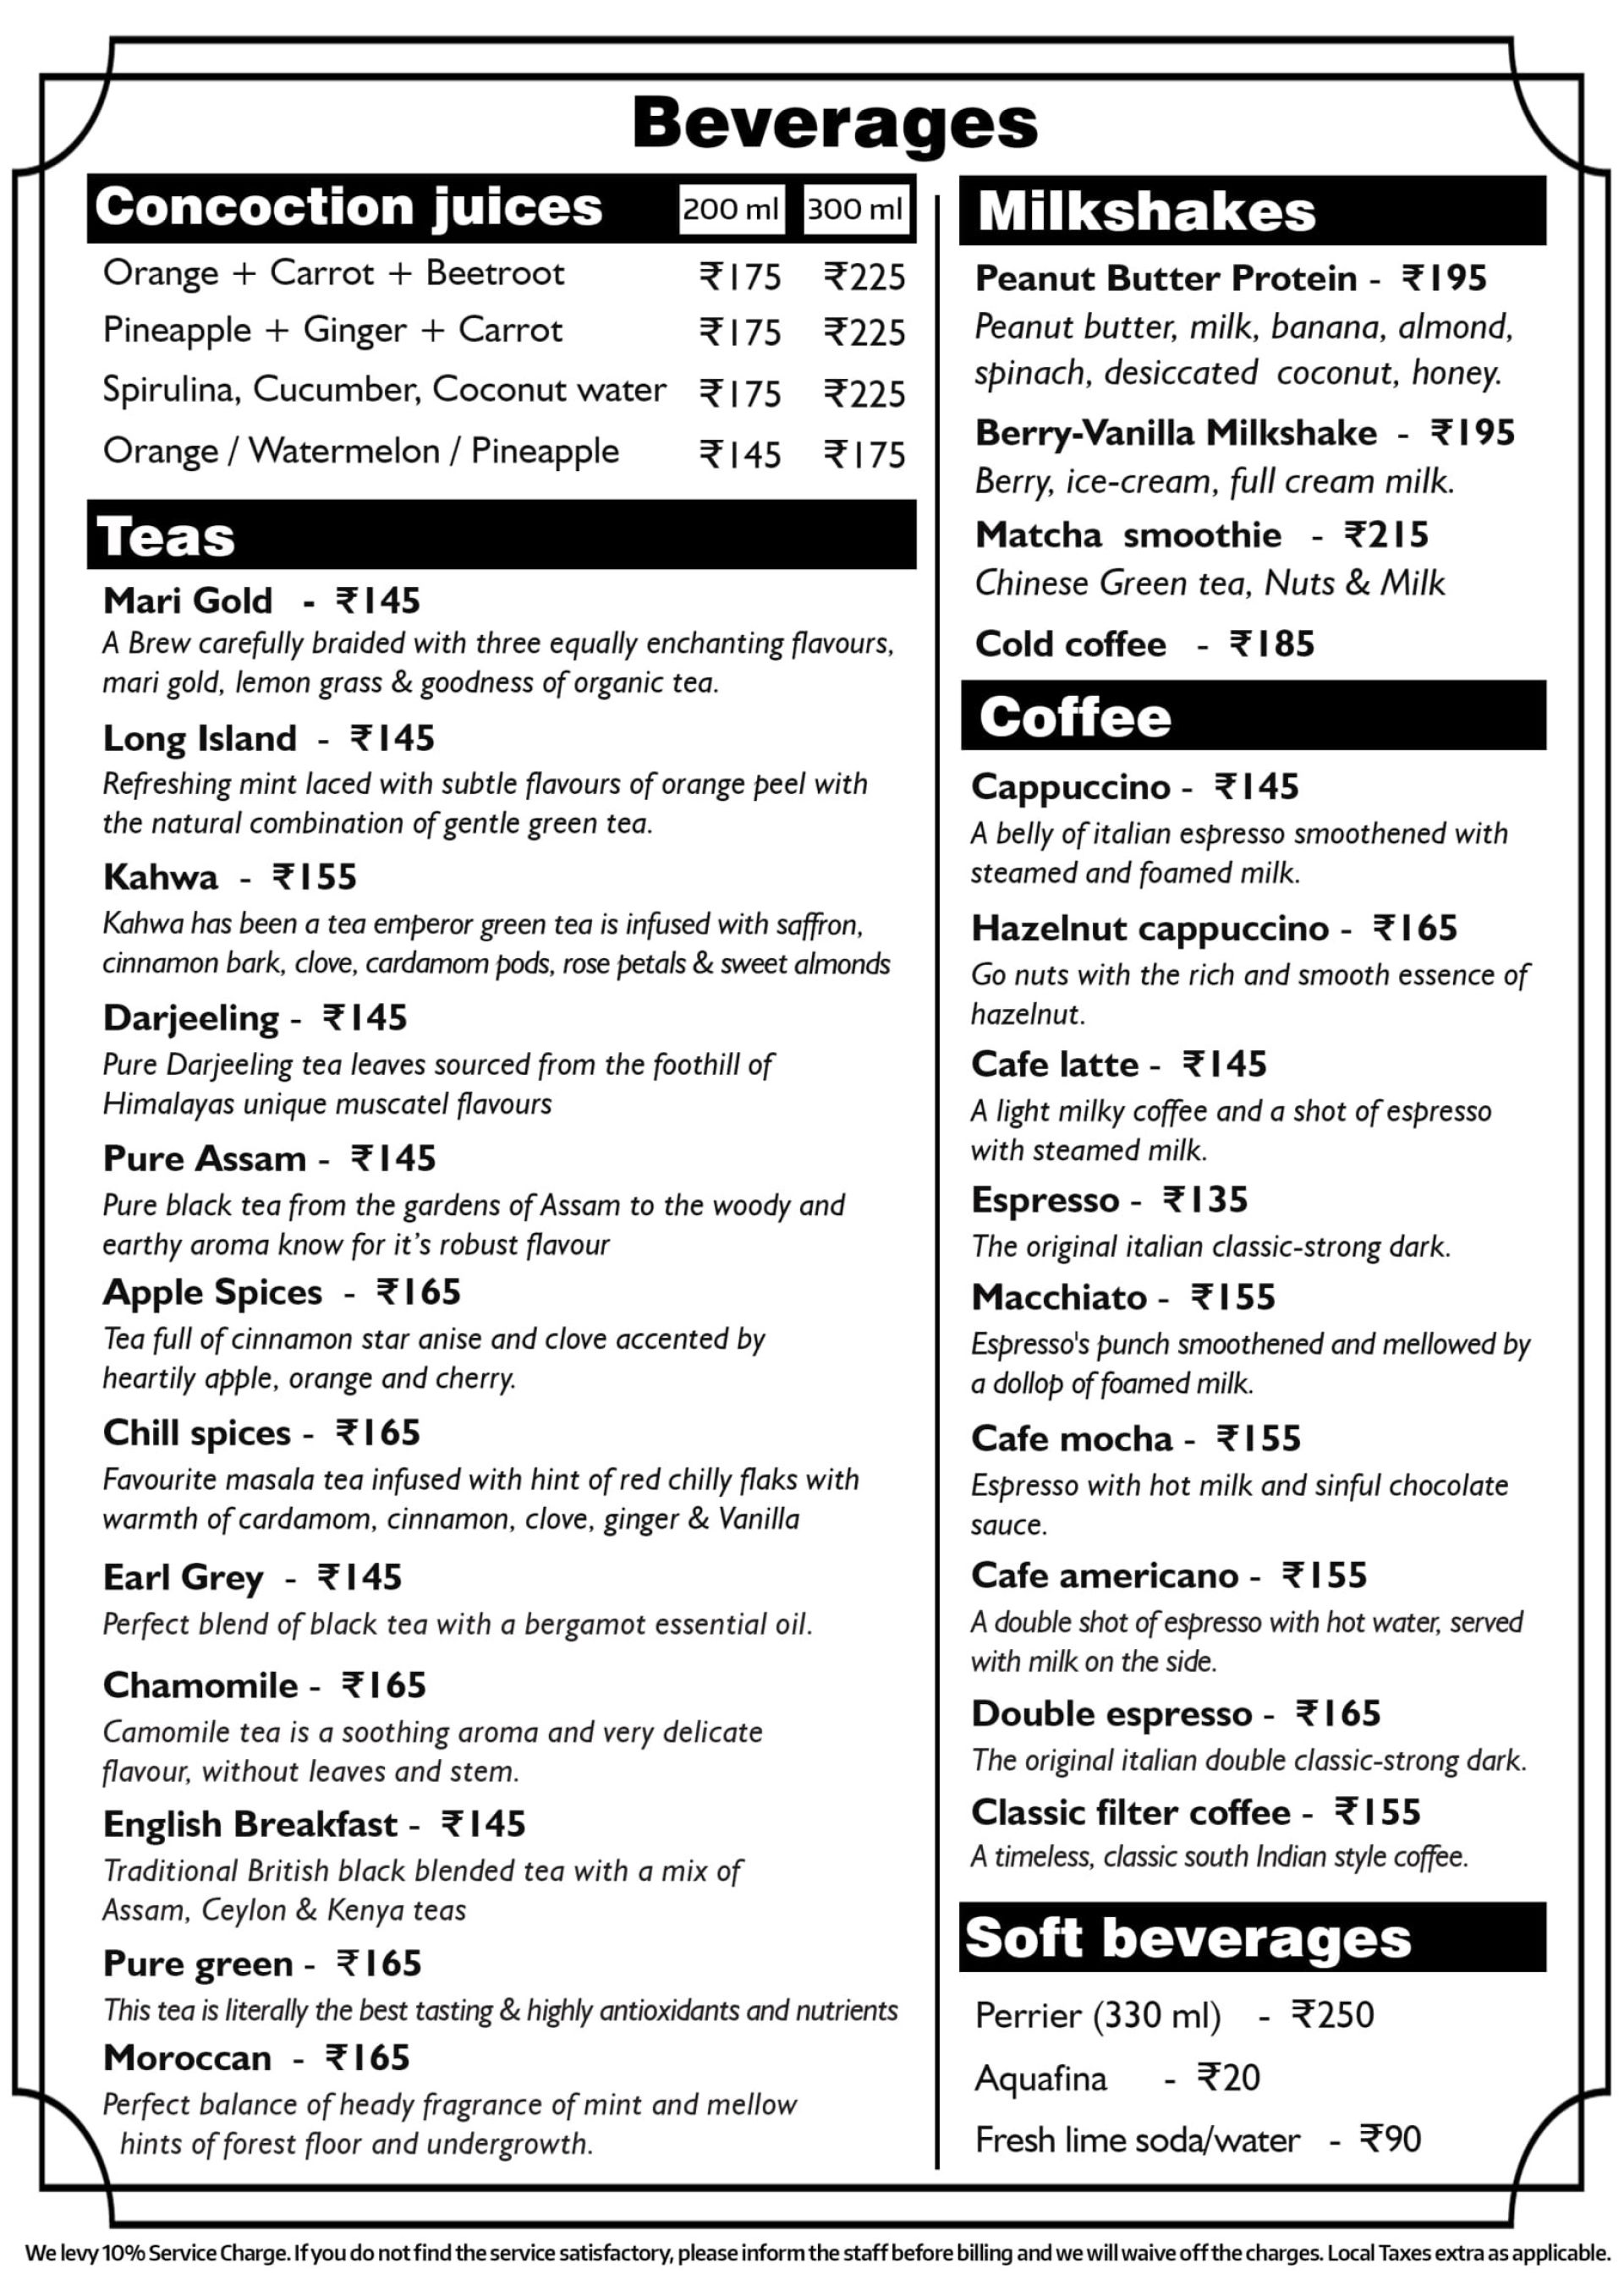 Beverages
Concoction juices 200 ml 300 ml
Orange + Carrot + Beetroot ₹175 ₹225
Pineapple + Ginger + Carrot ₹175 ₹225
Spirulina, Cucumber, Coconut water ₹175 ₹225
Orange / Watermelon / Pineapple ₹145 ₹175
Teas
Mari Gold - ₹145
A Brew carefully braided with three equally enchanting flavours,
mari gold, lemon grass & goodness of organic tea.
Long Island - ₹145
Refreshing mint laced with subtle flavours of orange peel with
the natural combination of gentle green tea.
Kahwa - ₹155
Kahwa has been a tea emperor green tea is infused with saffron,
cinnamon bark, clove, cardamom pods, rose petals & sweet almonds
Darjeeling - ₹145
Pure Darjeeling tea leaves sourced from the foothill of
Himalayas unique muscatel flavours
Pure Assam - ₹145
Pure black tea from the gardens of Assam to the woody and
earthy aroma know for it's robust flavour
Apple Spices - ₹165
Tea full of cinnamon star anise and clove accented by
heartily apple, orange and cherry.
Chill spices - ₹165
Favourite masala tea infused with hint of red chilly flaks with
warmth of cardamom, cinnamon, clove, ginger & Vanilla
Earl Grey - ₹145
Perfect blend of black tea with a bergamot essential oil.
Chamomile - ₹165
Camomile tea is a soothing aroma and very delicate
flavour, without leaves and stem.
English Breakfast - ₹145
Traditional British black blended tea with a mix of
Assam, Ceylon & Kenya teas
Pure green - ₹165
This tea is literally the best tasting & highly antioxidants and nutrients
Moroccan - ₹165
Perfect balance of heady fragrance of mint and mellow
hints of forest floor and undergrowth.
Milkshakes
Peanut Butter Protein - ₹195
Peanut butter, milk, banana, almond,
spinach, desiccated coconut, honey.
Berry-Vanilla Milkshake - ₹195
Berry, ice-cream, full cream milk.
Matcha smoothie - ₹215
Chinese Green tea, Nuts & Milk
Cold coffee - ₹185
Coffee
Cappuccino - ₹145
A belly of italian espresso smoothened with
steamed and foamed milk.
Hazelnut cappuccino - ₹165
Go nuts with the rich and smooth essence of
hazelnut.
Cafe latte - ₹145
A light milky coffee and a shot of espresso
with steamed milk.
Espresso - ₹135
The original italian classic-strong dark.
Macchiato - ₹155
Espresso's punch smoothened and mellowed by
a dollop of foamed milk.
Cafe mocha - ₹155
Espresso with hot milk and sinful chocolate
sauce.
Cafe americano - ₹155
A double shot of espresso with hot water, served
with milk on the side.
Double espresso - ₹165
The original italian double classic-strong dark.
Classic filter coffee - ₹155
A timeless, classic south Indian style coffee.
Soft beverages
Perrier (330 ml) - ₹250
Aquafina - ₹20
Fresh lime soda/water - ₹90
We levy 10% Service Charge. If you do not find the service satisfactory, please inform the staff before billing and we will waive off the charges. Local Taxes extra as applicable.